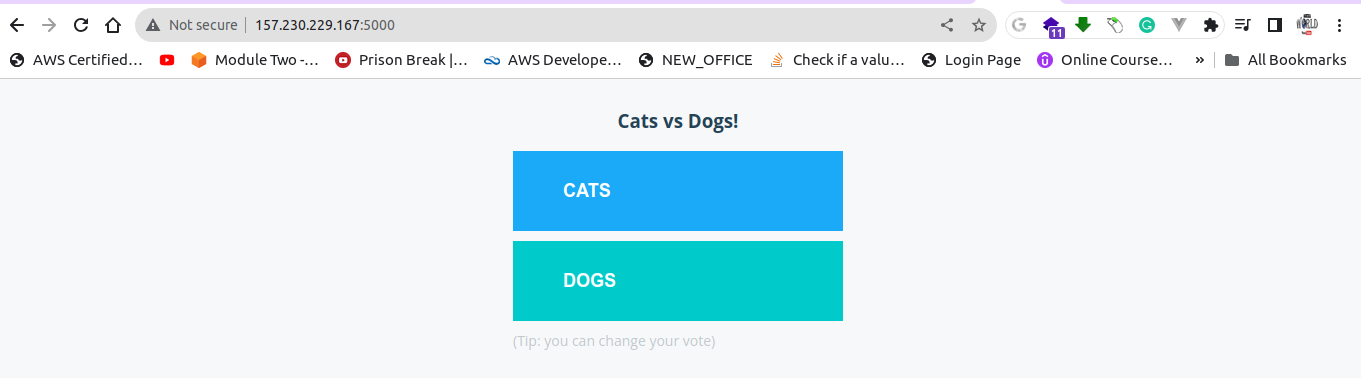 Not secure 157.230.229.167:5000
11
AWS Certified… Module Two -… Prison Break |… AWS Develope… NEW_OFFICE Check if a valu… Login Page Online Course… » All Bookmarks
Cats vs Dogs!
CATS
DOGS
(Tip: you can change your vote)